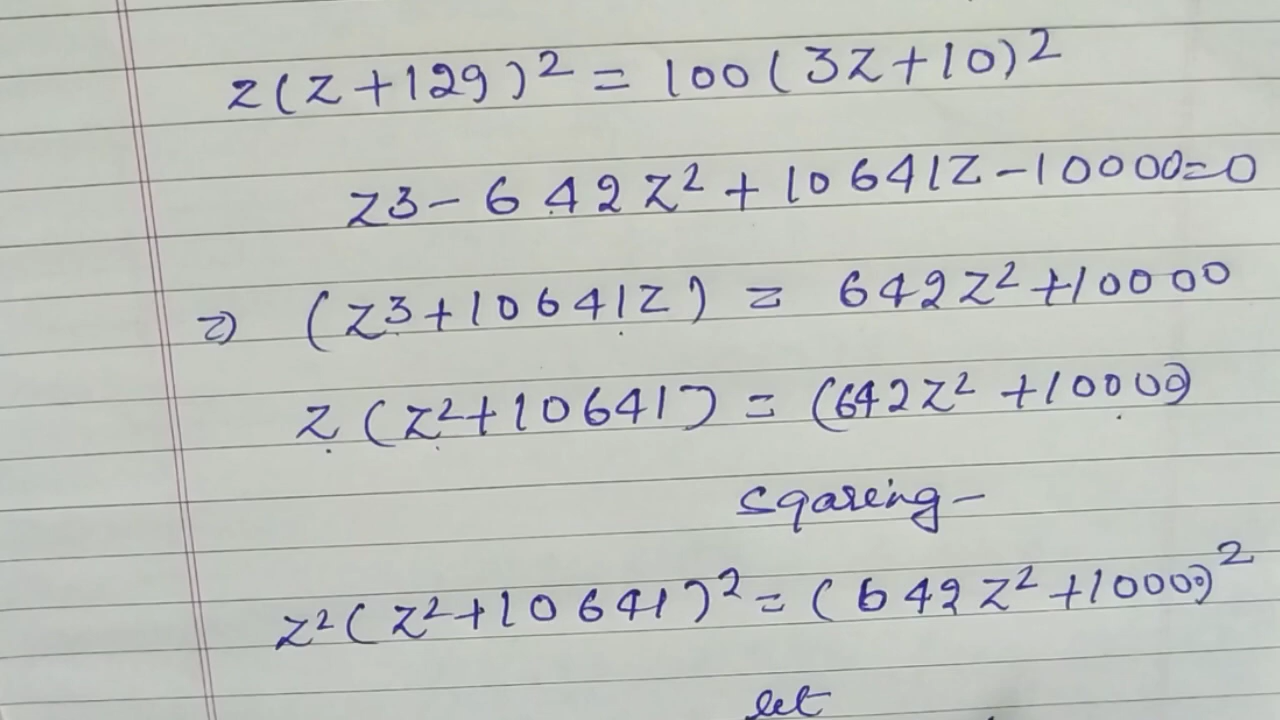 z(z+129)² = 100(3z+10)²
z3 - 642z² + 10641z - 10000=0
⇒ (z3+10641z) = 642z²+10000
z(z²+10641) = (642z²+10000)
Sqareing-
z²(z²+10641)² = (642z²+10000)²
let